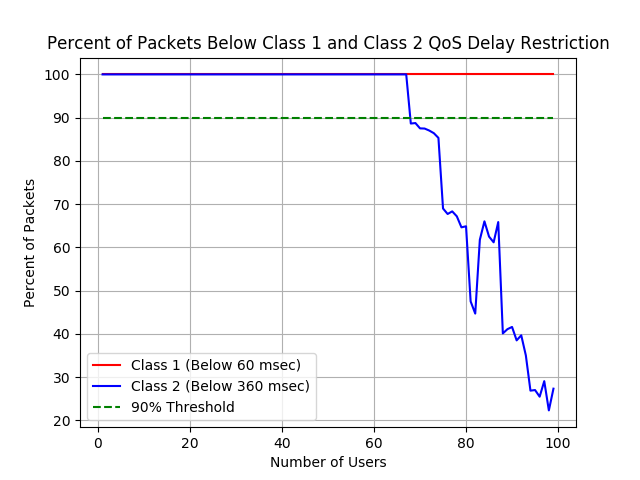 Percent of Packets Below Class 1 and Class 2 QoS Delay Restriction
100
90
80
70
60
50
40
30
20
Percent of Packets
Class 1 (Below 60 msec)
Class 2 (Below 360 msec)
90% Threshold
0 20 40 60 80 100
Number of Users